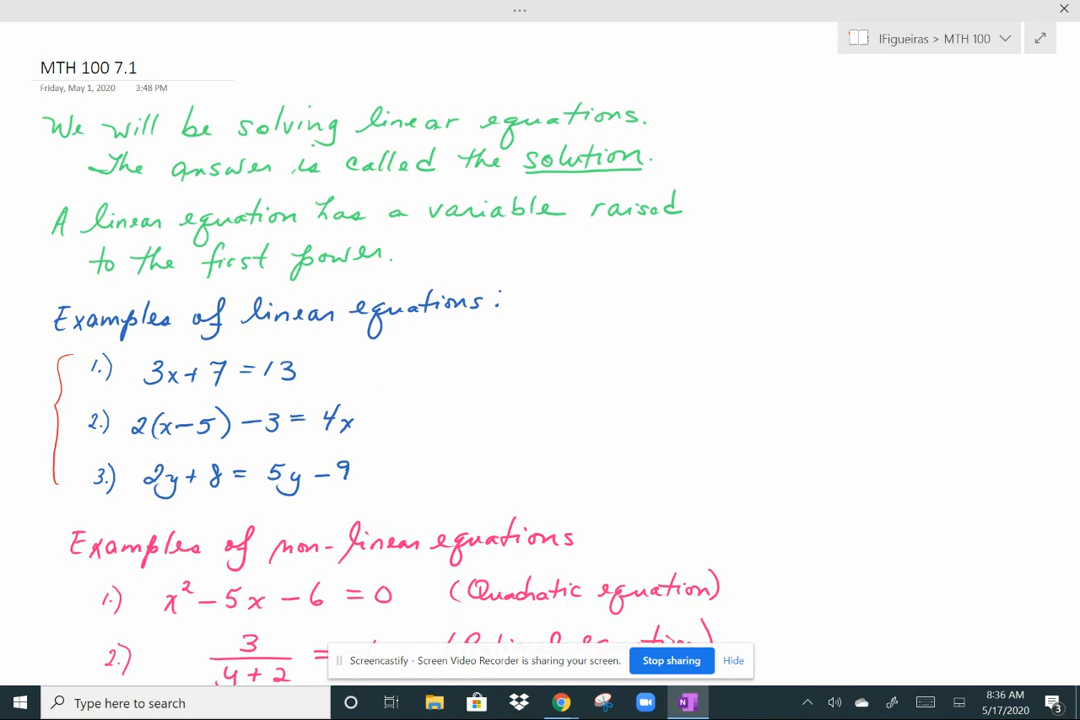 IFigueiras > MTH 100
MTH 100 7.1
Friday, May 1, 2020 3:48 PM
We will be solving linear equations.
The answer is called the solution.
A linear equation has a variable raised
to the first power.
Examples of linear equations:
1.) 3x + 7 = 13
2.) 2(x - 5) - 3 = 4x
3.) 2y + 8 = 5y - 9
Examples of non-linear equations
1.) x² - 5x - 6 = 0 (Quadratic equation)
2.) 3
=
y + 2
Screencastify - Screen Video Recorder is sharing your screen. Stop sharing Hide
Type here to search
8:36 AM
5/17/2020
3